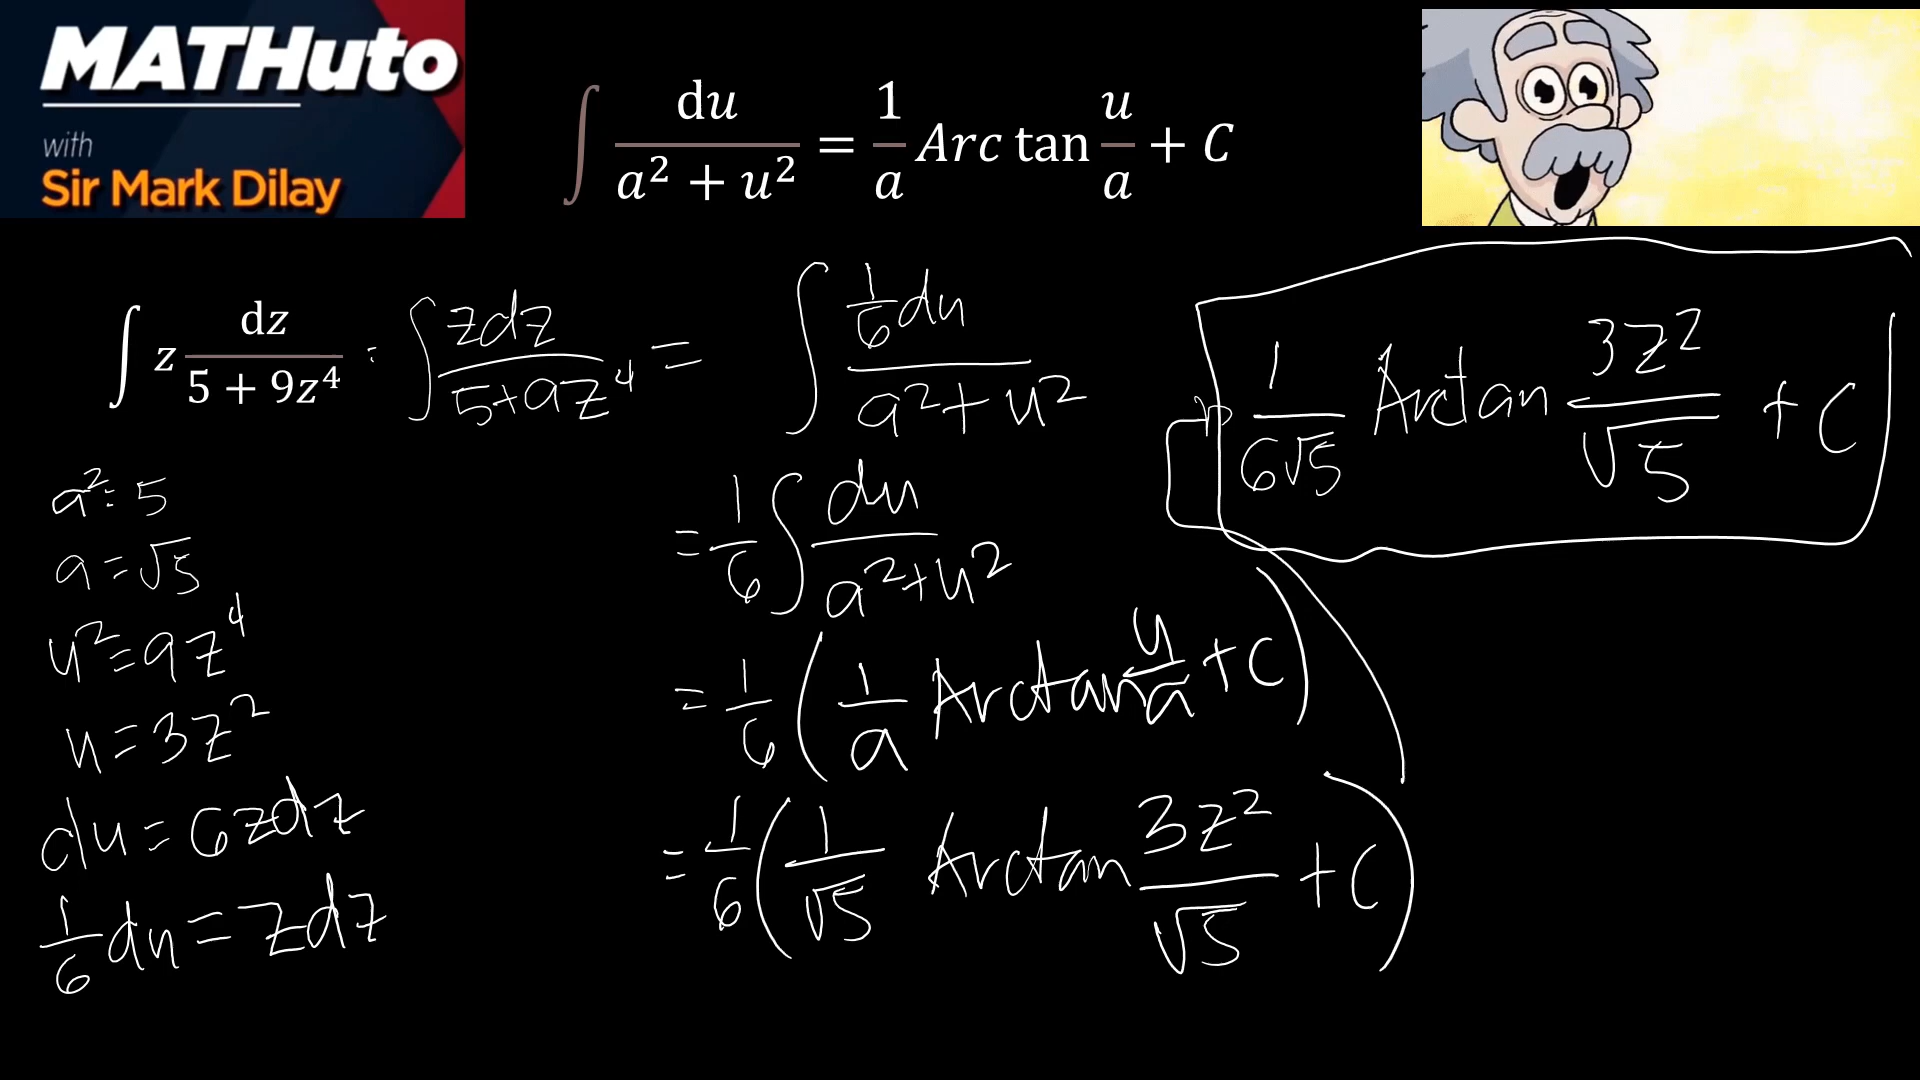 MATHuto
with
Sir Mark Dilay
∫ du/(a² + u²) = 1/a Arc tan u/a + C
∫ z dz/(5 + 9z⁴) = ∫ zdz/(5+9z⁴) = ∫ (1/6 du)/(a²+u²)
a² = 5
a = √5
u² = 9z⁴
u = 3z²
du = 6zdz
1/6 du = zdz
= 1/6 ∫ du/(a²+u²)
= 1/6 (1/a Arctan u/a + C)
= 1/6 (1/√5 Arctan 3z²/√5 + C)
→ 1/(6√5) Arctan 3z²/√5 + C